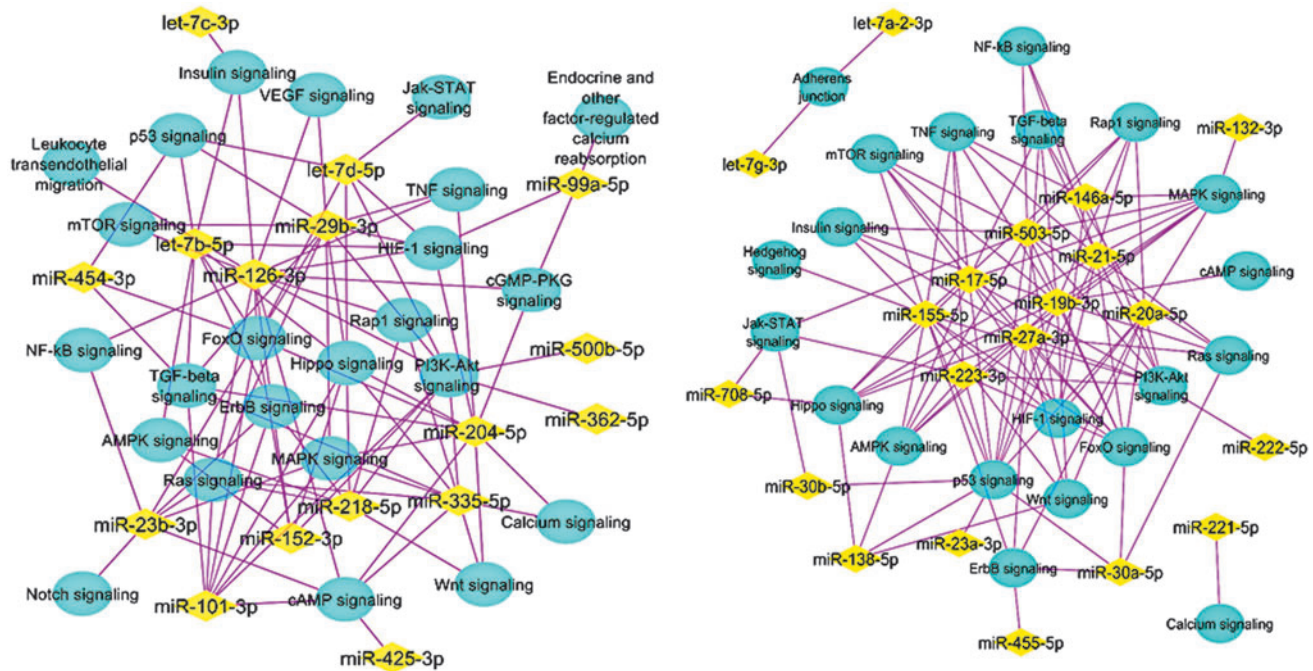 let-7c-3p
Insulin signaling
VEGF signaling
Jak-STAT
signaling
Endocrine and
other
factor-regulated
calcium
reabsorption
p53 signaling
Leukocyte
transendothelial
migration
let-7d-5p
miR-99a-5p
TNF signaling
mTOR signaling
miR-29b-3p
let-7b-5p
HIF-1 signaling
miR-454-3p
miR-126-3p
cGMP-PKG
signaling
Rap1 signaling
FoxO signaling
NF-kB signaling
Hippo signaling
miR-500b-5p
TGF-beta
signaling
PI3K-Akt
signaling
ErbB signaling
miR-362-5p
AMPK signaling
miR-204-5p
MAPK signaling
Ras signaling
miR-218-5p
miR-335-5p
miR-23b-3p
Calcium signaling
miR-152-3p
Notch signaling
Wnt signaling
miR-101-3p
cAMP signaling
miR-425-3p
let-7a-2-3p
NF-kB signaling
Adherens
junction
TNF signaling
TGF-beta
signaling
Rap1 signaling
miR-132-3p
mTOR signaling
let-7g-3p
miR-146a-5p
MAPK signaling
Insulin signaling
miR-503-5p
Hedgehog
signaling
miR-21-5p
cAMP signaling
miR-17-5p
miR-19b-3p
miR-155-5p
miR-20a-5p
Jak-STAT
signaling
miR-27a-3p
Ras signaling
miR-223-3p
PI3K-Akt
signaling
miR-708-5p
Hippo signaling
HIF-1 signaling
AMPK signaling
FoxO signaling
miR-222-5p
miR-30b-5p
p53 signaling
Wnt signaling
miR-221-5p
miR-23a-3p
miR-138-5p
ErbB signaling
miR-30a-5p
Calcium signaling
miR-455-5p